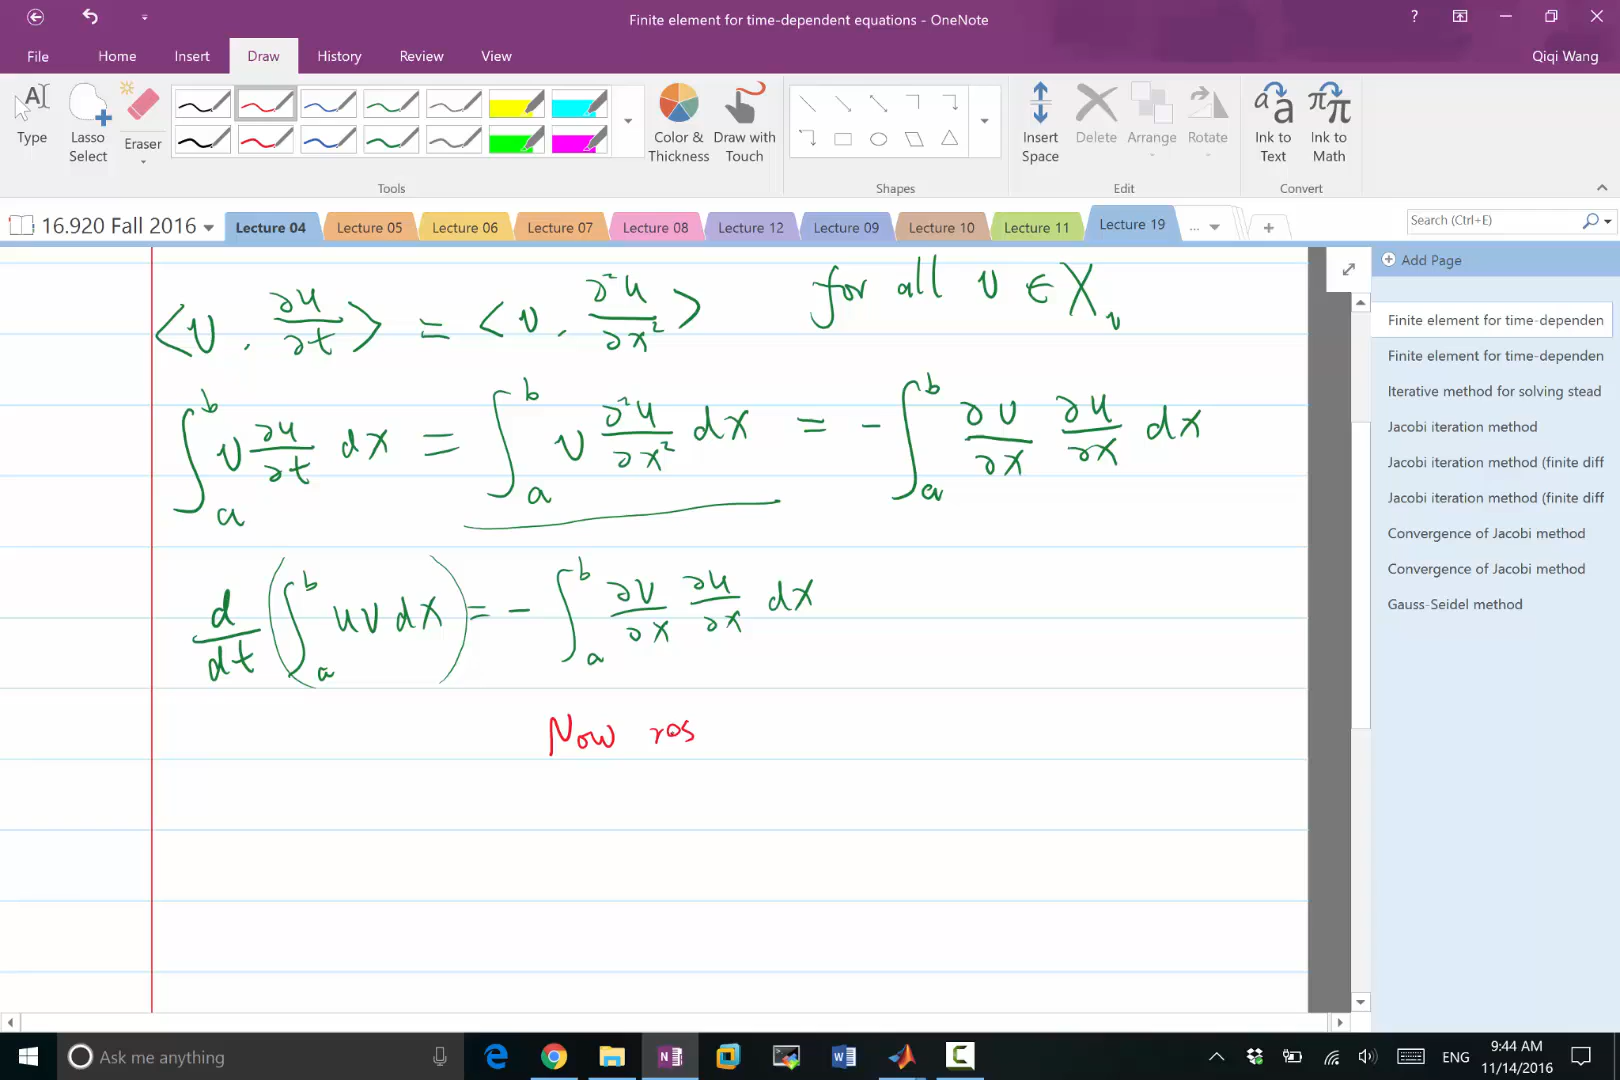 Finite element for time-dependent equations - OneNote
?
File Home Insert Draw History Review View
Qiqi Wang
Type
Lasso Select
Eraser
Color & Thickness
Draw with Touch
Insert Space
Delete
Arrange
Rotate
Ink to Text
Ink to Math
Tools Shapes Edit Convert
16.920 Fall 2016 Lecture 04 Lecture 05 Lecture 06 Lecture 07 Lecture 08 Lecture 12 Lecture 09 Lecture 10 Lecture 11 Lecture 19 ... +
Search (Ctrl+E)
Add Page
Finite element for time-dependen
Finite element for time-dependen
Iterative method for solving stead
Jacobi iteration method
Jacobi iteration method (finite diff
Jacobi iteration method (finite diff
Convergence of Jacobi method
Convergence of Jacobi method
Gauss-Seidel method
⟨v, ∂u/∂t⟩ = ⟨v, ∂²u/∂x²⟩ for all v ∈ X_v
∫_a^b v ∂u/∂t dx = ∫_a^b v ∂²u/∂x² dx = - ∫_a^b ∂v/∂x ∂u/∂x dx
d/dt (∫_a^b uv dx) = - ∫_a^b ∂v/∂x ∂u/∂x dx
Now res
Ask me anything
ENG
9:44 AM
11/14/2016